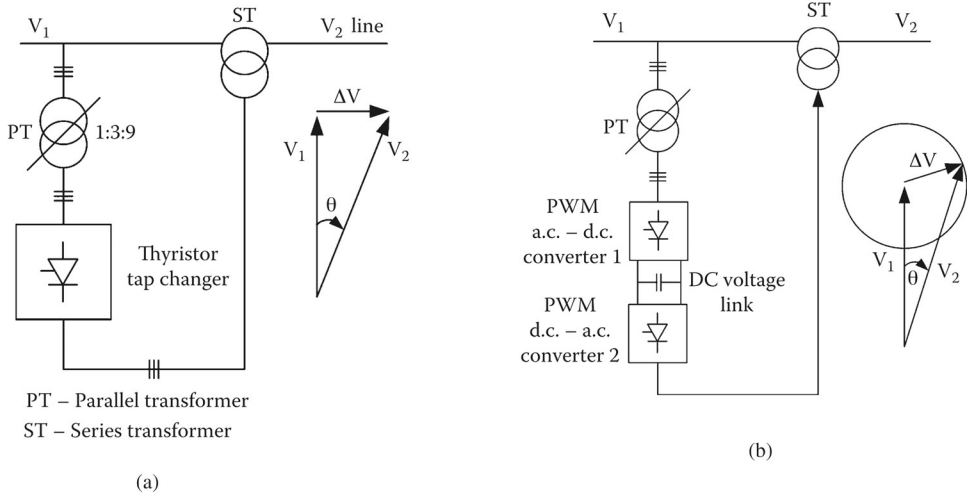 ST
V₁
V₂ line
PT
1:3:9
ΔV
V₁
V₂
θ
Thyristor
tap changer
PT – Parallel transformer
ST – Series transformer
(a)
ST
V₁
V₂
PT
PWM
a.c. – d.c.
converter 1
DC voltage
link
PWM
d.c. – a.c.
converter 2
ΔV
V₁
θ
V₂
(b)